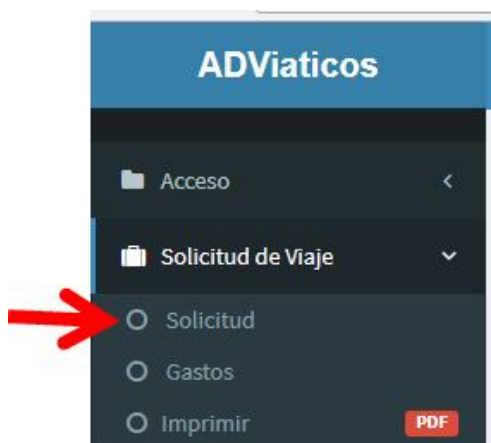 ADViaticos
Acceso
Solicitud de Viaje
Solicitud
Gastos
Imprimir PDF